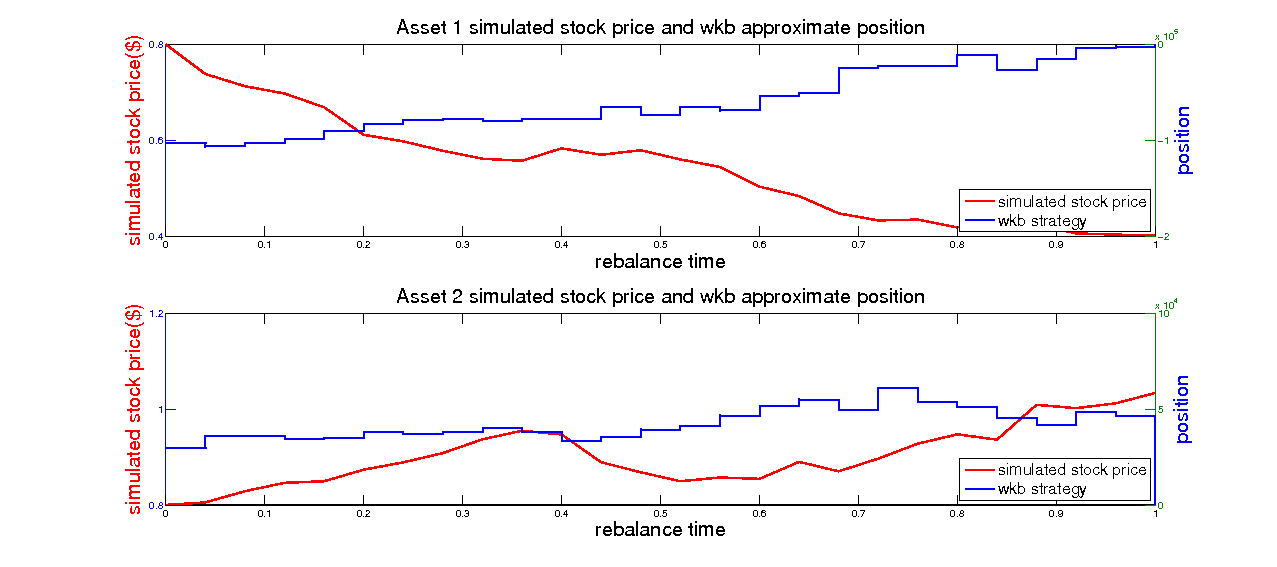 Asset 1 simulated stock price and wkb approximate position
x 10^5
0.8
0.6
0.4
0
-1
-2
simulated stock price($)
position
simulated stock price
wkb strategy
0 0.1 0.2 0.3 0.4 0.5 0.6 0.7 0.8 0.9 1
rebalance time
Asset 2 simulated stock price and wkb approximate position
x 10^4
1.2
1
0.8
10
5
0
simulated stock price($)
position
simulated stock price
wkb strategy
0 0.1 0.2 0.3 0.4 0.5 0.6 0.7 0.8 0.9 1
rebalance time